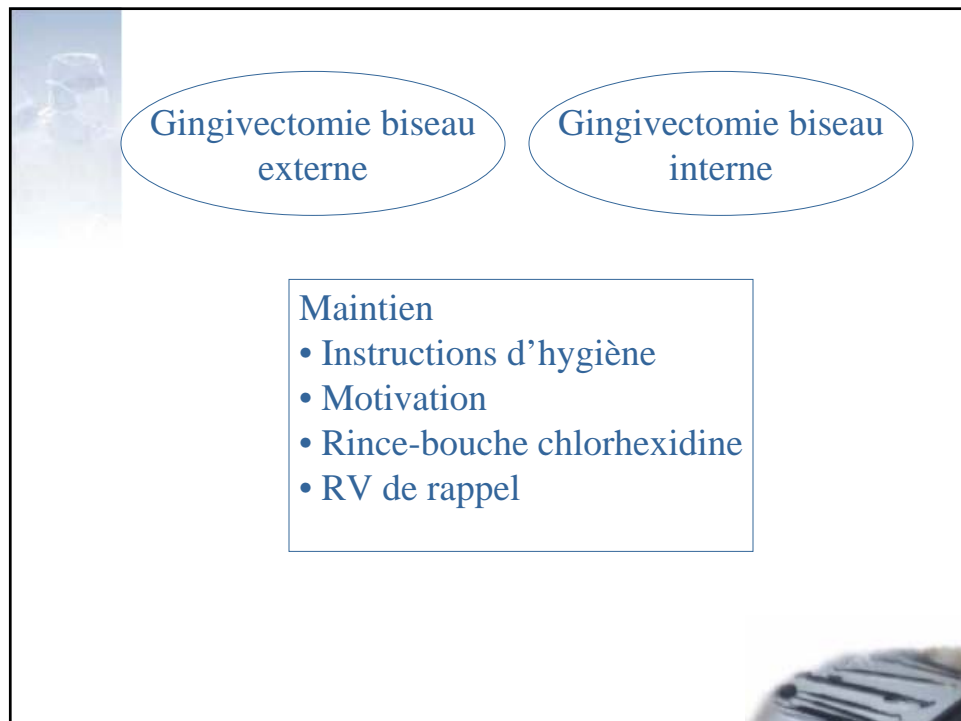 Gingivectomie biseau
externe
Gingivectomie biseau
interne
Maintien
• Instructions d’hygiène
• Motivation
• Rince-bouche chlorhexidine
• RV de rappel